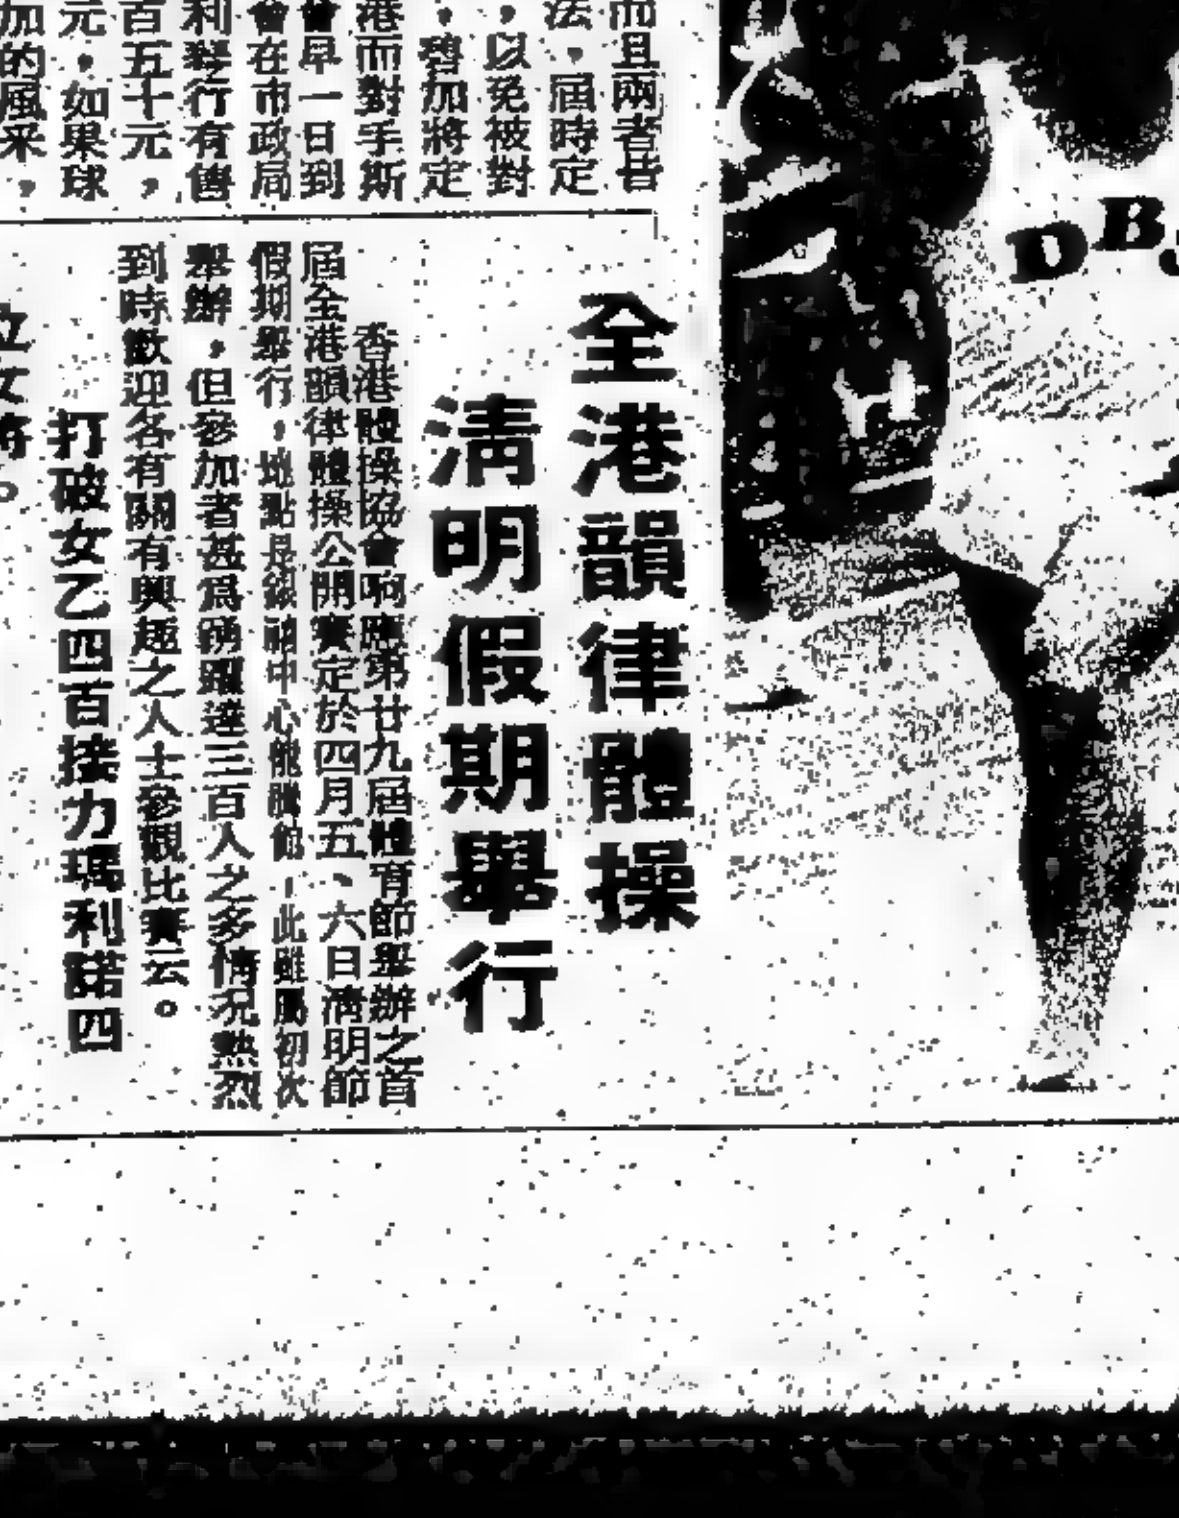 而且兩者皆
法，屆時定
，以免被對
，碧加將定
港而對手斯
會早一日到
會在市政局
利琴行有售
百五十元，
元，如果球
加的風采，
DB
全港韻律體操
清明假期舉行
香港體操協會响應第廿九屆體育節舉辦之首
屆全港韻律體操公開賽定於四月五、六日清明節
假期舉行，地點是銀禧中心體館，此雖屬初次
舉辦，但參加者甚爲踴躍達三百人之多情况熱烈
到時歡迎各有關有興趣之人士參觀比賽云。
打破女乙四百接力瑪利諾四